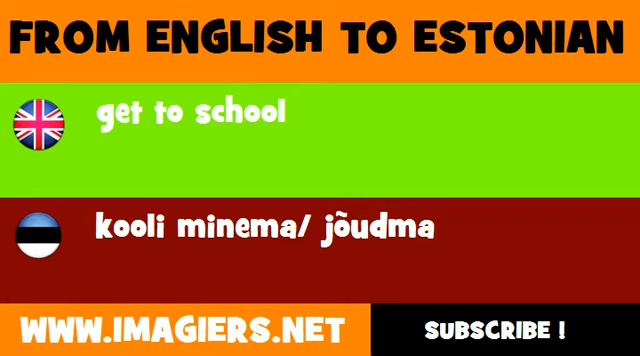 FROM ENGLISH TO ESTONIAN
get to school
kooli minema/ jõudma
WWW.IMAGIERS.NET
SUBSCRIBE !